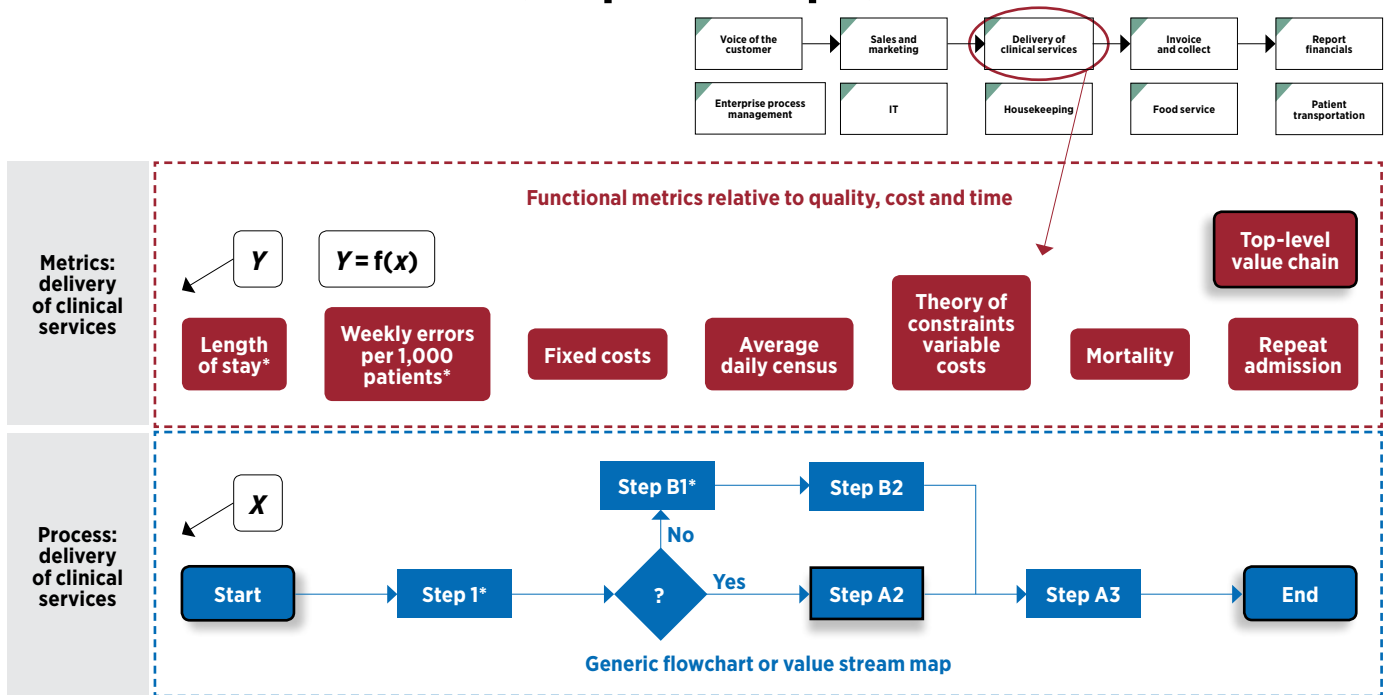 Voice of the
customer
Sales and
marketing
Delivery of
clinical services
Invoice
and collect
Report
financials
Enterprise process
management
IT
Housekeeping
Food service
Patient
transportation
Functional metrics relative to quality, cost and time
Metrics:
delivery
of clinical
services
Y
Y = f(x)
Top-level
value chain
Length
of stay*
Weekly errors
per 1,000
patients*
Fixed costs
Average
daily census
Theory of
constraints
variable
costs
Mortality
Repeat
admission
Process:
delivery
of clinical
services
X
Step B1*
Step B2
No
Start
Step 1*
?
Yes
Step A2
Step A3
End
Generic flowchart or value stream map